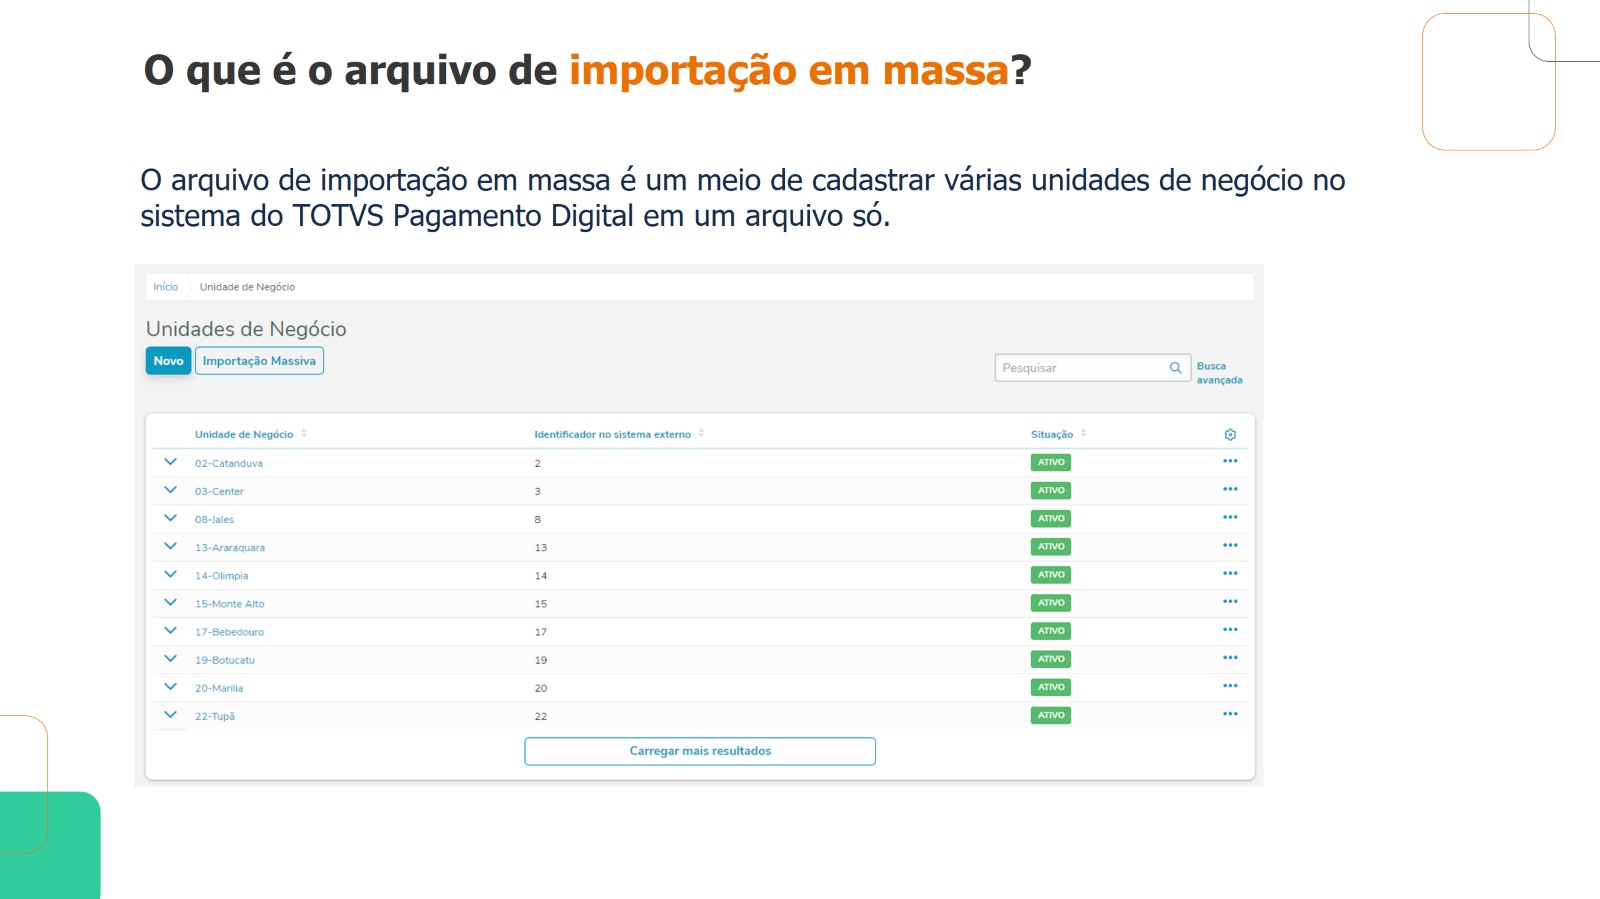 O que é o arquivo de importação em massa?
O arquivo de importação em massa é um meio de cadastrar várias unidades de negócio no
sistema do TOTVS Pagamento Digital em um arquivo só.
Início Unidade de Negócio
Unidades de Negócio
Novo Importação Massiva
Pesquisar Busca
avançada
Unidade de Negócio Identificador no sistema externo Situação
02-Catanduva 2 ATIVO
03-Center 3 ATIVO
08-Jales 8 ATIVO
13-Araraquara 13 ATIVO
14-Olimpia 14 ATIVO
15-Monte Alto 15 ATIVO
17-Bebedouro 17 ATIVO
19-Botucatu 19 ATIVO
20-Marilia 20 ATIVO
22-Tupã 22 ATIVO
Carregar mais resultados